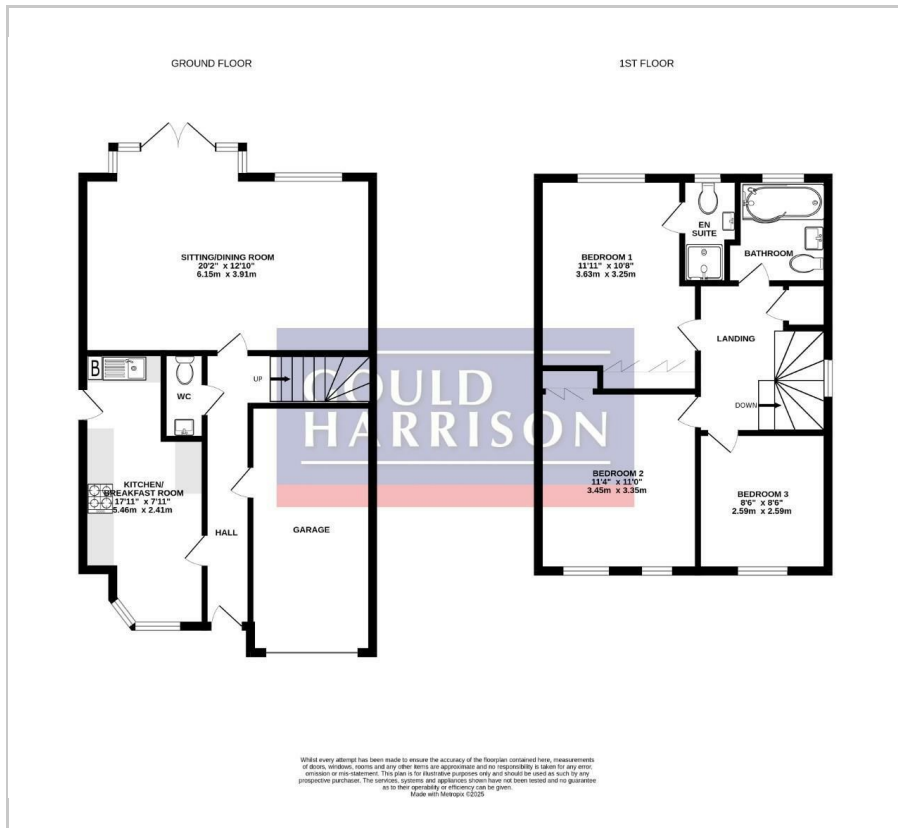 GROUND FLOOR
1ST FLOOR
SITTING/DINING ROOM
20'2" x 12'10"
6.15m x 3.91m
B
WC
UP
KITCHEN/
BREAKFAST ROOM
17'11" x 7'11"
5.46m x 2.41m
HALL
GARAGE
BEDROOM 1
11'11" x 10'8"
3.63m x 3.25m
EN
SUITE
BATHROOM
LANDING
DOWN
BEDROOM 2
11'4" x 11'0"
3.45m x 3.35m
BEDROOM 3
8'6" x 8'6"
2.59m x 2.59m
GOULD
HARRISON
Whilst every attempt has been made to ensure the accuracy of the floorplan contained here, measurements
of doors, windows, rooms and any other items are approximate and no responsibility is taken for any error,
omission or mis-statement. This plan is for illustrative purposes only and should be used as such by any
prospective purchaser. The services, systems and appliances shown have not been tested and no guarantee
as to their operability or efficiency can be given.
Made with Metropix ©2025